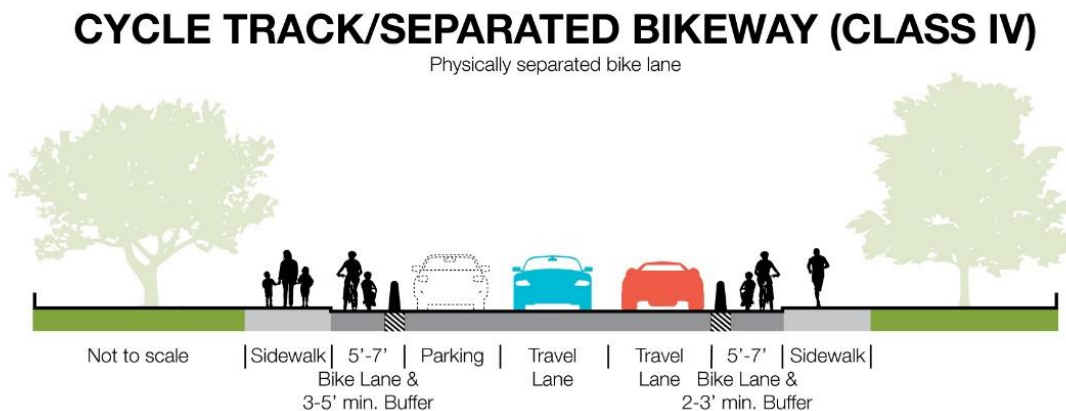 CYCLE TRACK/SEPARATED BIKEWAY (CLASS IV)
Physically separated bike lane
Not to scale
Sidewalk
5'-7'
Bike Lane &
3-5' min. Buffer
Parking
Travel
Lane
Travel
Lane
5'-7'
Bike Lane &
2-3' min. Buffer
Sidewalk